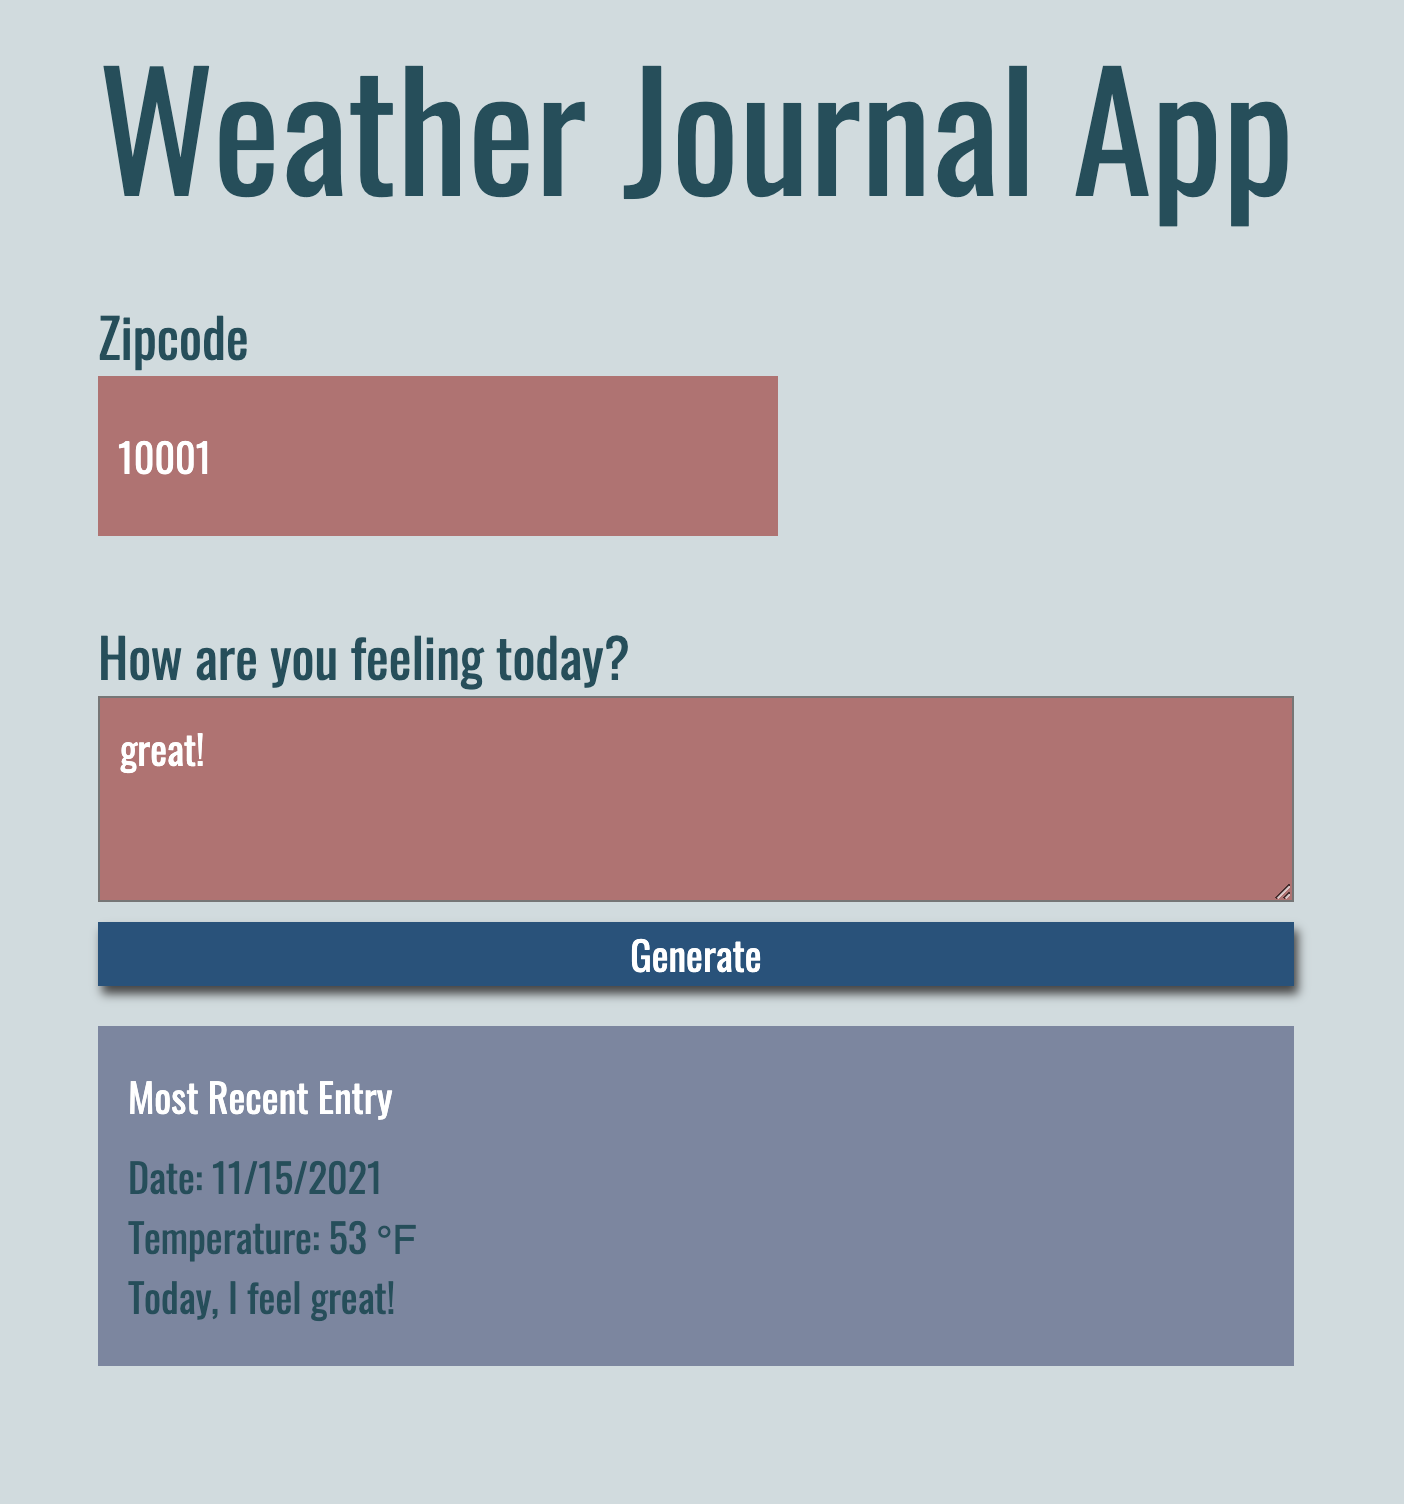 Weather Journal App
Zipcode
10001
How are you feeling today?
great!
Generate
Most Recent Entry
Date: 11/15/2021
Temperature: 53 °F
Today, I feel great!